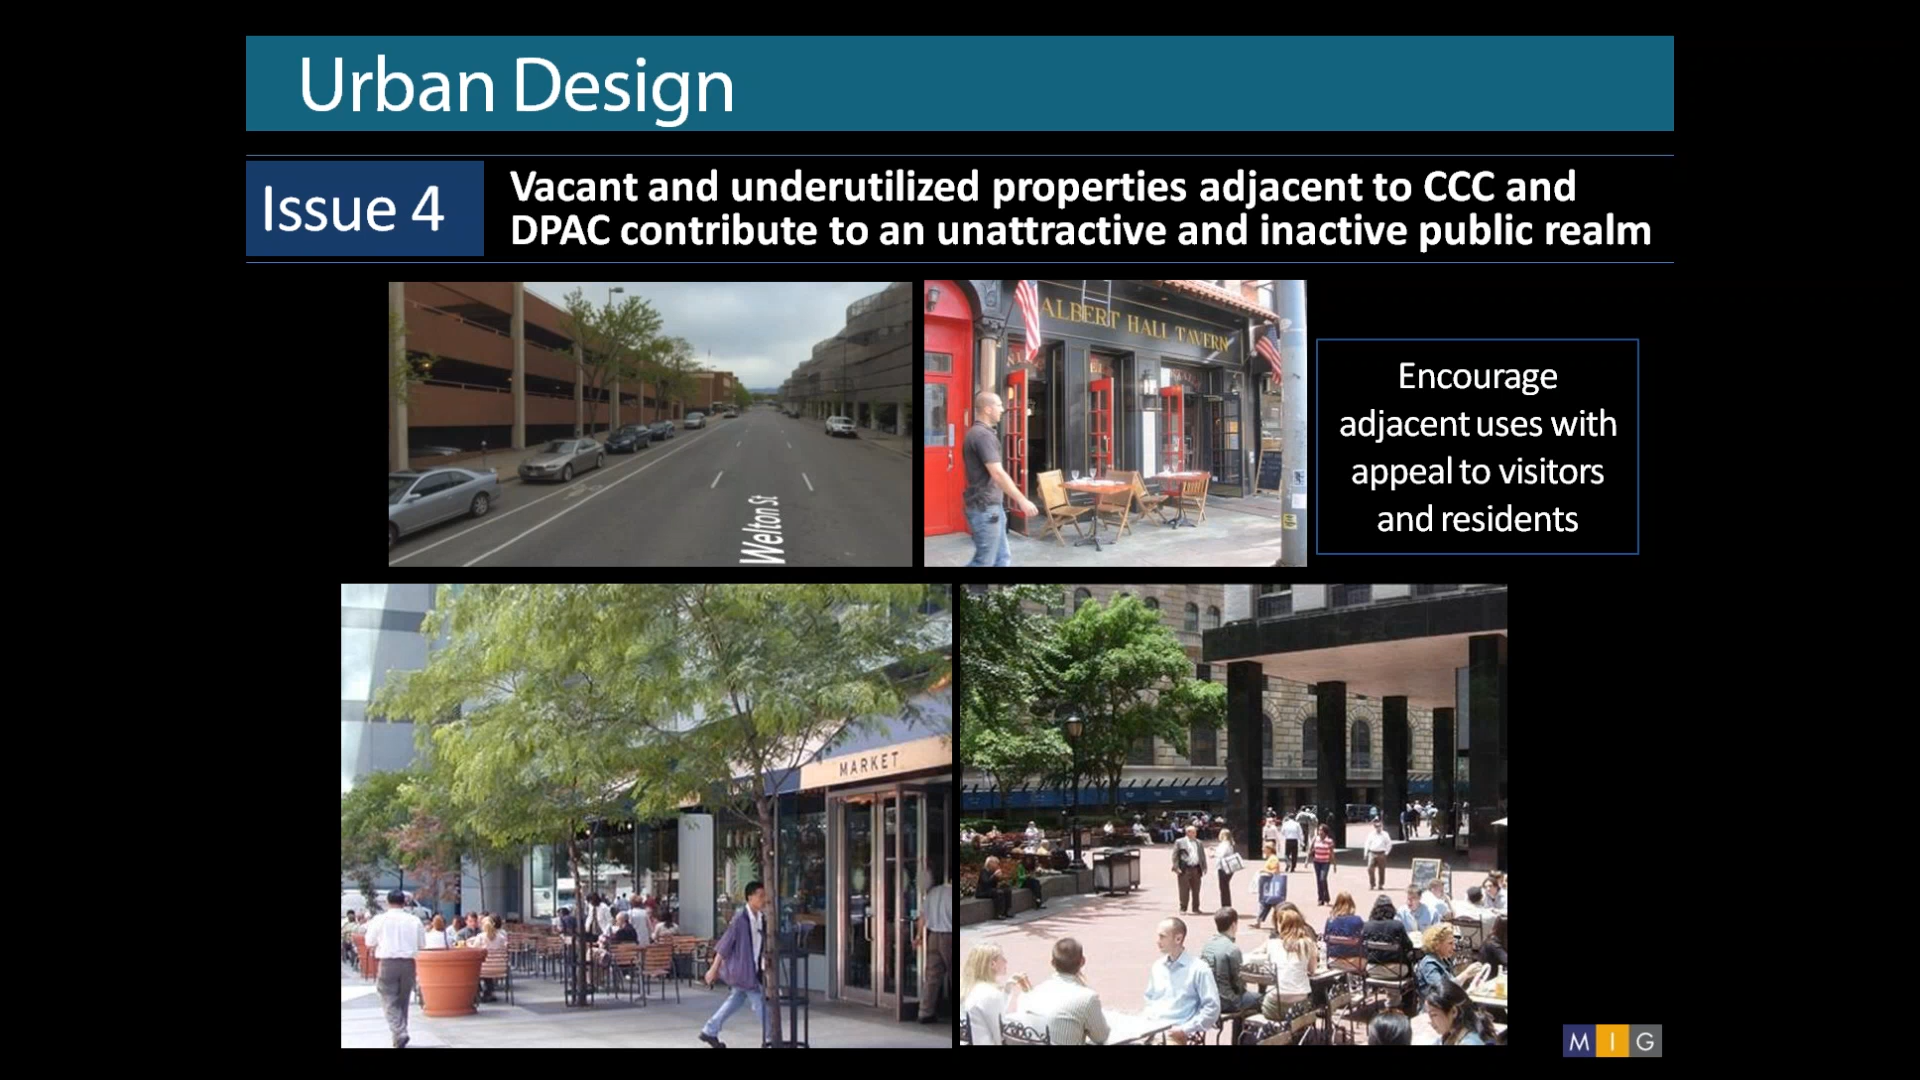 Urban Design
Issue 4
Vacant and underutilized properties adjacent to CCC and
DPAC contribute to an unattractive and inactive public realm
Welton St
ALBERT HALL TAVERN
Encourage
adjacent uses with
appeal to visitors
and residents
MARKET
GAP
MIG